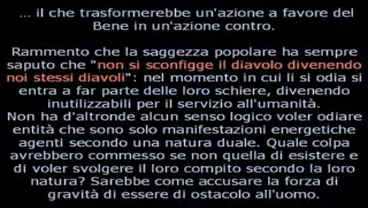 ... il che trasformerebbe un'azione a favore del
Bene in un'azione contro.
Rammento che la saggezza popolare ha sempre
saputo che "non si sconfigge il diavolo divenendo
noi stessi diavoli": nel momento in cui li si odia si
entra a far parte delle loro schiere, divenendo
inutilizzabili per il servizio all'umanità.
Non ha d'altronde alcun senso logico voler odiare
entità che sono solo manifestazioni energetiche
agenti secondo una natura duale. Quale colpa
avrebbero commesso se non quella di esistere e
di voler svolgere il loro compito secondo la loro
natura? Sarebbe come accusare la forza di
gravità di essere di ostacolo all'uomo.